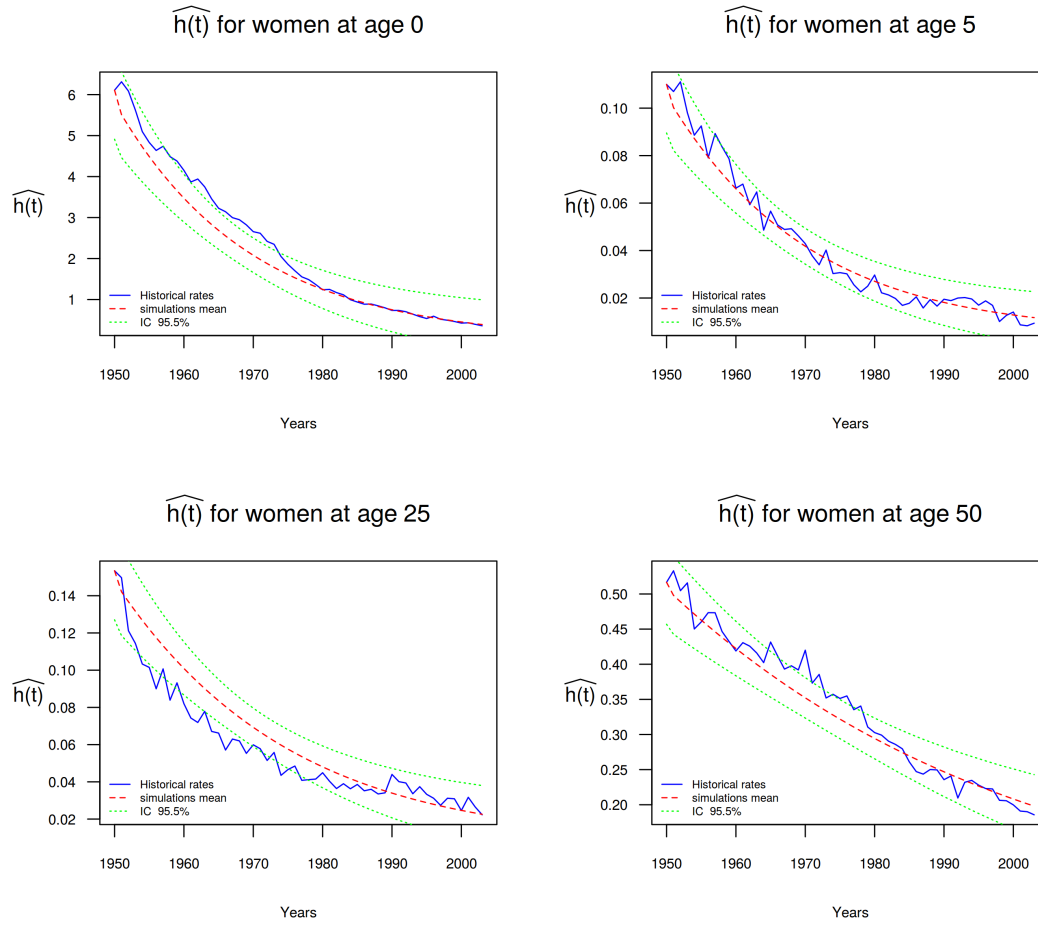 h(t) for women at age 0
h(t)
6
5
4
3
2
1
Historical rates
simulations mean
IC 95.5%
1950 1960 1970 1980 1990 2000
Years
h(t) for women at age 5
h(t)
0.10
0.08
0.06
0.04
0.02
Historical rates
simulations mean
IC 95.5%
1950 1960 1970 1980 1990 2000
Years
h(t) for women at age 25
h(t)
0.14
0.12
0.10
0.08
0.06
0.04
0.02
Historical rates
simulations mean
IC 95.5%
1950 1960 1970 1980 1990 2000
Years
h(t) for women at age 50
h(t)
0.50
0.45
0.40
0.35
0.30
0.25
0.20
Historical rates
simulations mean
IC 95.5%
1950 1960 1970 1980 1990 2000
Years